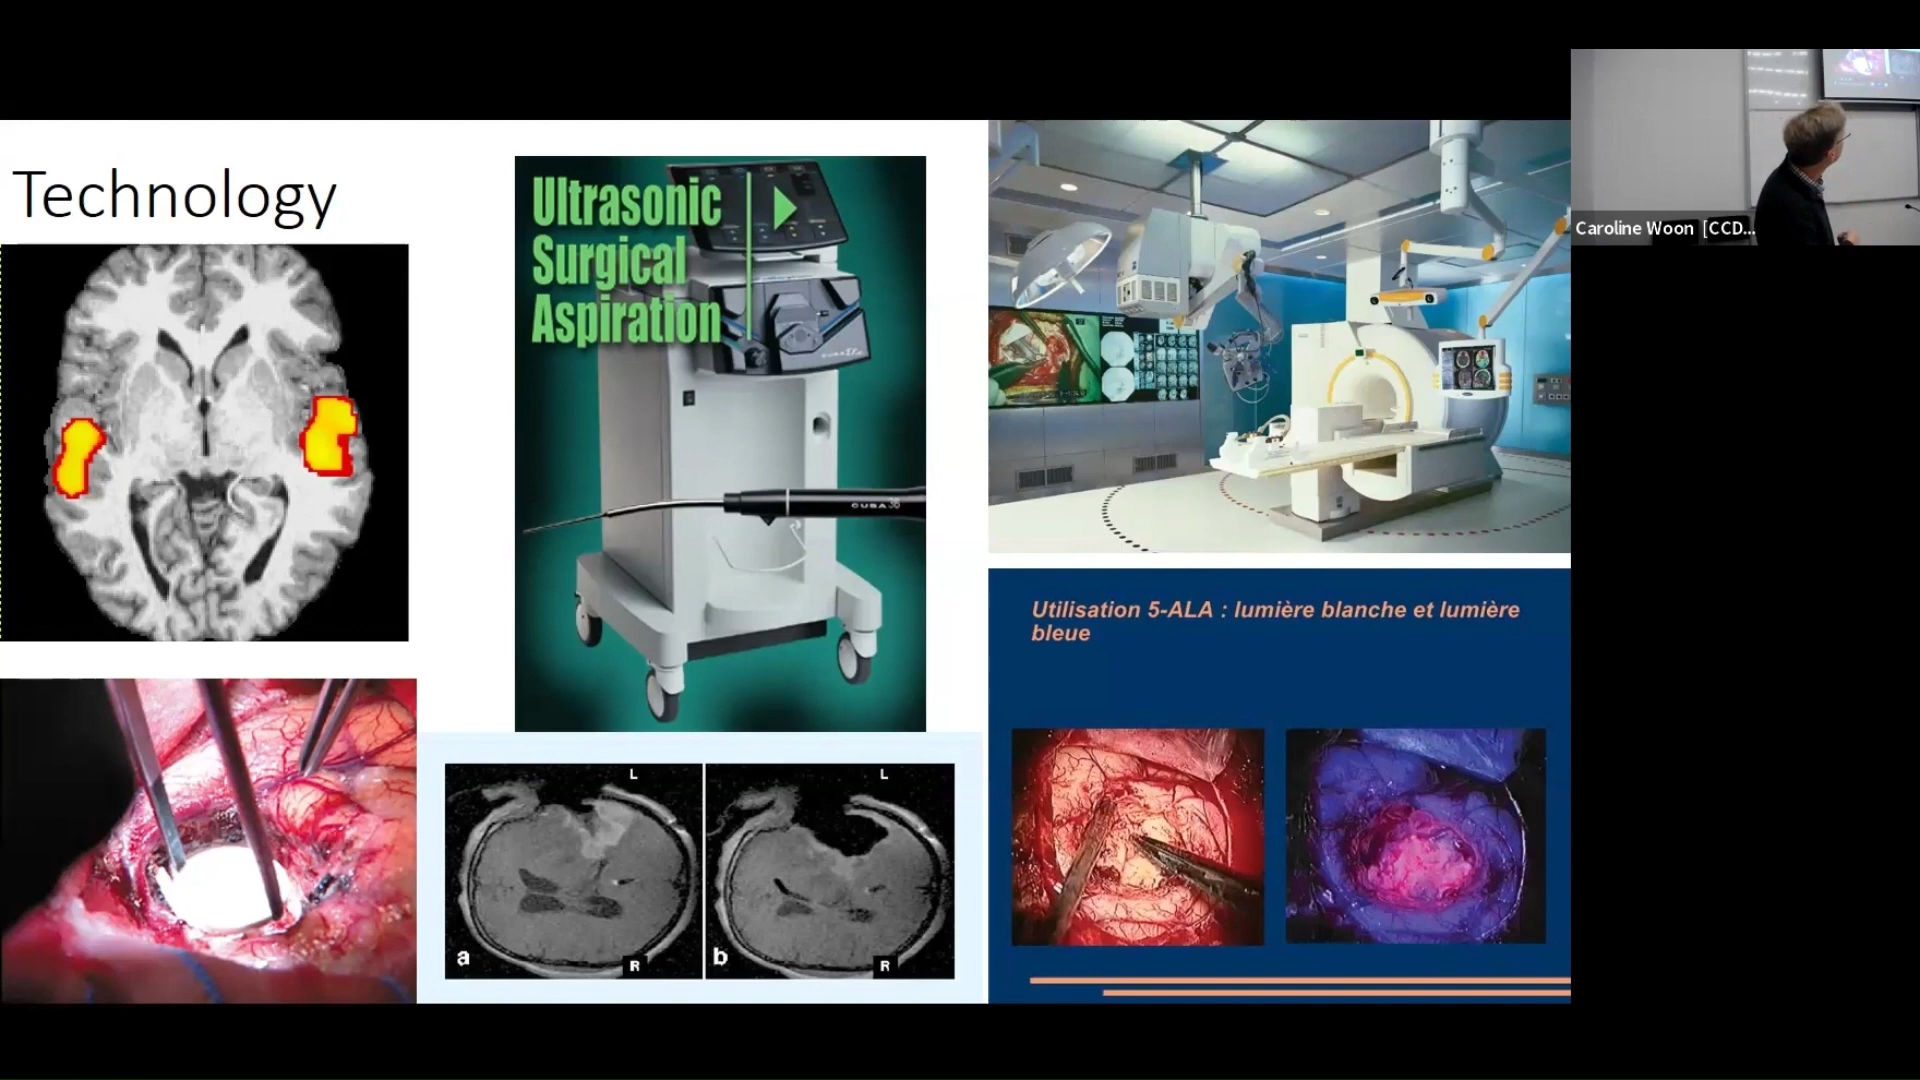 Technology
Ultrasonic
Surgical
Aspiration
CUSA
L
L
a
R
b
R
Utilisation 5-ALA : lumière blanche et lumière
bleue
Caroline Woon [CCD...